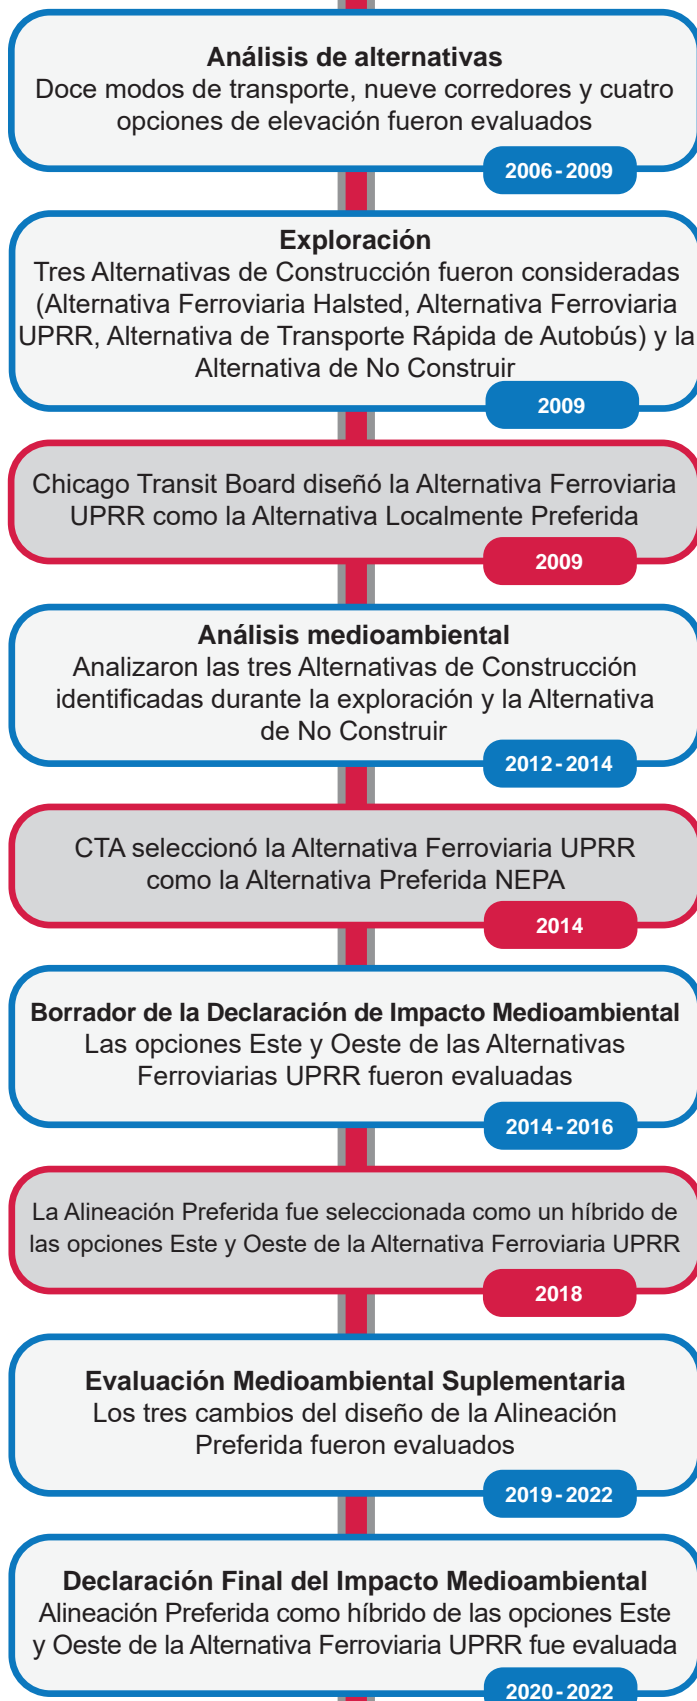 Análisis de alternativas
Doce modos de transporte, nueve corredores y cuatro
opciones de elevación fueron evaluados
2006 - 2009
Exploración
Tres Alternativas de Construcción fueron consideradas
(Alternativa Ferroviaria Halsted, Alternativa Ferroviaria
UPRR, Alternativa de Transporte Rápida de Autobús) y la
Alternativa de No Construir
2009
Chicago Transit Board diseñó la Alternativa Ferroviaria
UPRR como la Alternativa Localmente Preferida
2009
Análisis medioambiental
Analizaron las tres Alternativas de Construcción
identificadas durante la exploración y la Alternativa
de No Construir
2012 - 2014
CTA seleccionó la Alternativa Ferroviaria UPRR
como la Alternativa Preferida NEPA
2014
Borrador de la Declaración de Impacto Medioambiental
Las opciones Este y Oeste de las Alternativas
Ferroviarias UPRR fueron evaluadas
2014 - 2016
La Alineación Preferida fue seleccionada como un híbrido de
las opciones Este y Oeste de la Alternativa Ferroviaria UPRR
2018
Evaluación Medioambiental Suplementaria
Los tres cambios del diseño de la Alineación
Preferida fueron evaluados
2019 - 2022
Declaración Final del Impacto Medioambiental
Alineación Preferida como híbrido de las opciones Este
y Oeste de la Alternativa Ferroviaria UPRR fue evaluada
2020 - 2022